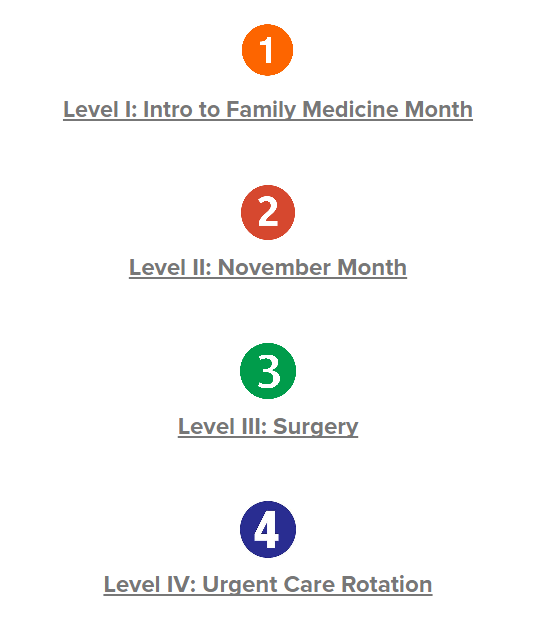 1
Level I: Intro to Family Medicine Month
2
Level II: November Month
3
Level III: Surgery
4
Level IV: Urgent Care Rotation